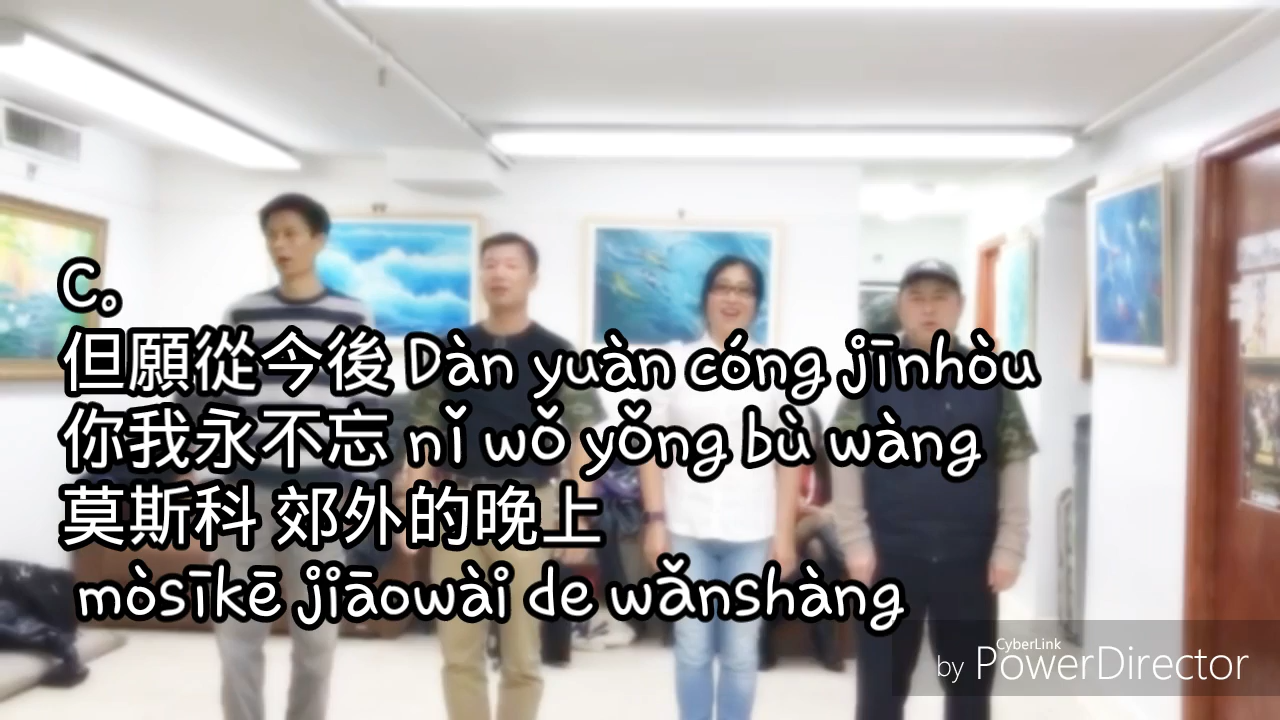 C。
但願從今後 Dàn yuàn cóng jīnhòu
你我永不忘 nǐ wǒ yǒng bù wàng
莫斯科 郊外的晚上
mòsīkē jiāowài de wǎnshàng
CyberLink
by PowerDirector